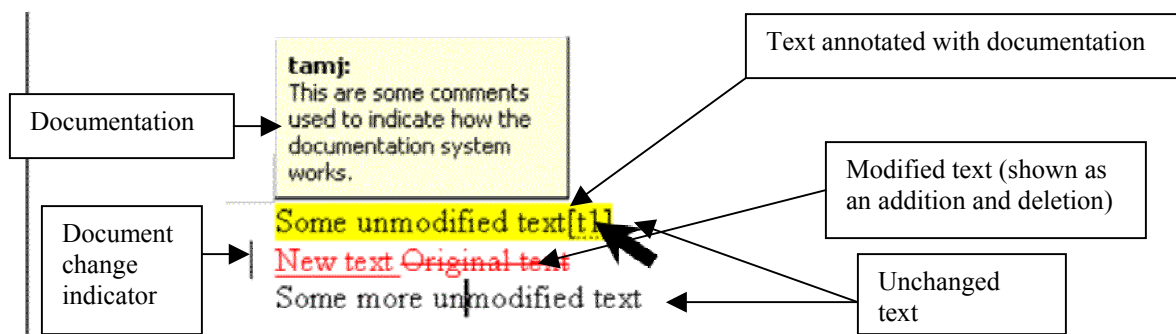 Text annotated with documentation
tamj:
This are some comments
used to indicate how the
documentation system
works.
Documentation
Modified text (shown as
an addition and deletion)
Document
change
indicator
Some unmodified text[t1]
New text Original text
Some more unmodified text
Unchanged
text